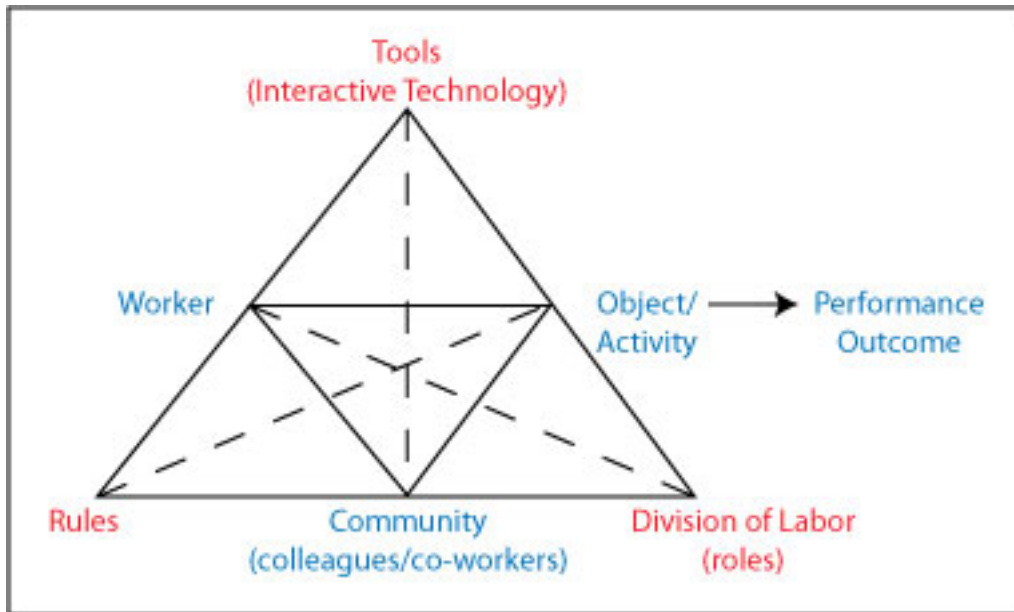 Tools
(Interactive Technology)
Worker
Object/
Activity
Performance
Outcome
Rules
Community
(colleagues/co-workers)
Division of Labor
(roles)